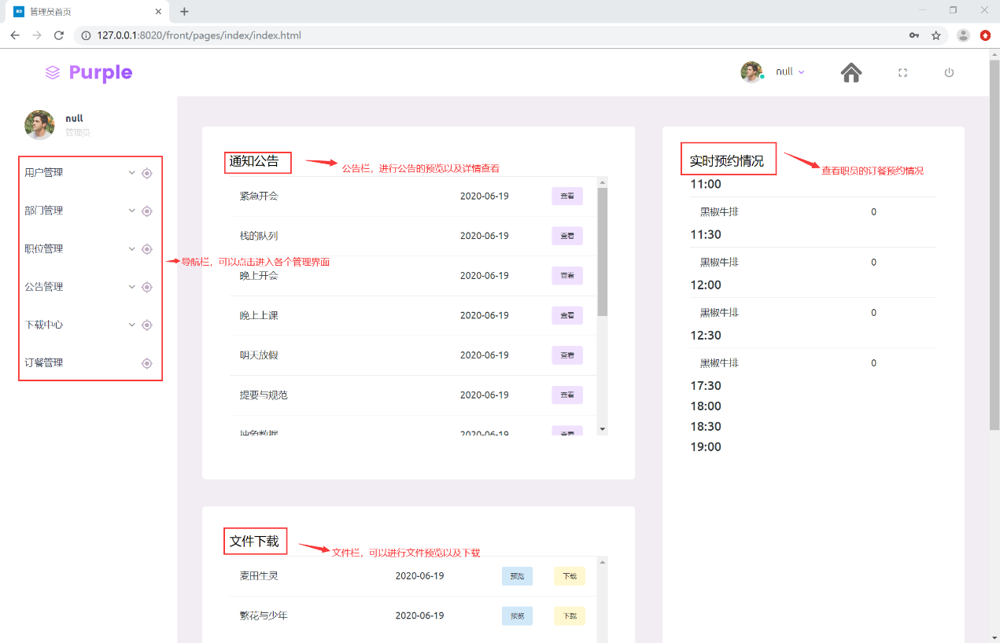 管理员首页
127.0.0.1:8020/front/pages/index/index.html
Purple
null
null
管理员
用户管理
部门管理
职位管理
公告管理
下载中心
订餐管理
导航栏，可以点击进入各个管理界面
通知公告
公告栏，进行公告的预览以及详情查看
紧急开会 2020-06-19 查看
栈的队列 2020-06-19 查看
晚上开会 2020-06-19 查看
晚上上课 2020-06-19 查看
明天放假 2020-06-19 查看
提要与规范 2020-06-19 查看
抽象数据 2020-06-19 查看
文件下载
文件栏，可以进行文件预览以及下载
麦田生灵 2020-06-19 预览 下载
繁花与少年 2020-06-19 预览 下载
实时预约情况
查看职员的订餐预约情况
11:00
黑椒牛排 0
11:30
黑椒牛排 0
12:00
黑椒牛排 0
12:30
黑椒牛排 0
17:30
18:00
18:30
19:00